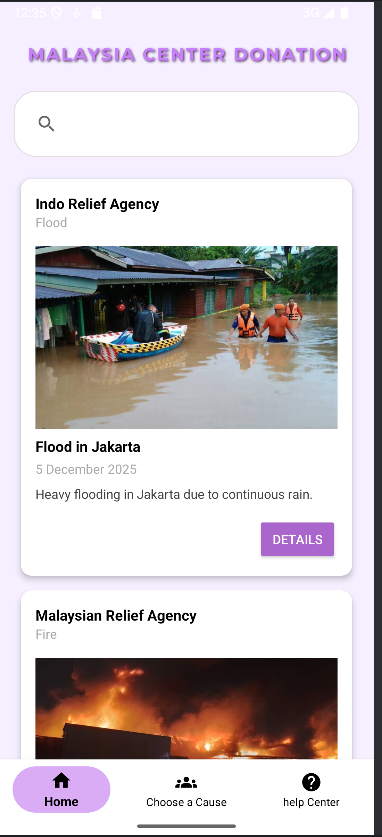 12:35 3G
MALAYSIA CENTER DONATION
Indo Relief Agency
Flood
Flood in Jakarta
5 December 2025
Heavy flooding in Jakarta due to continuous rain.
DETAILS
Malaysian Relief Agency
Fire
Home Choose a Cause help Center